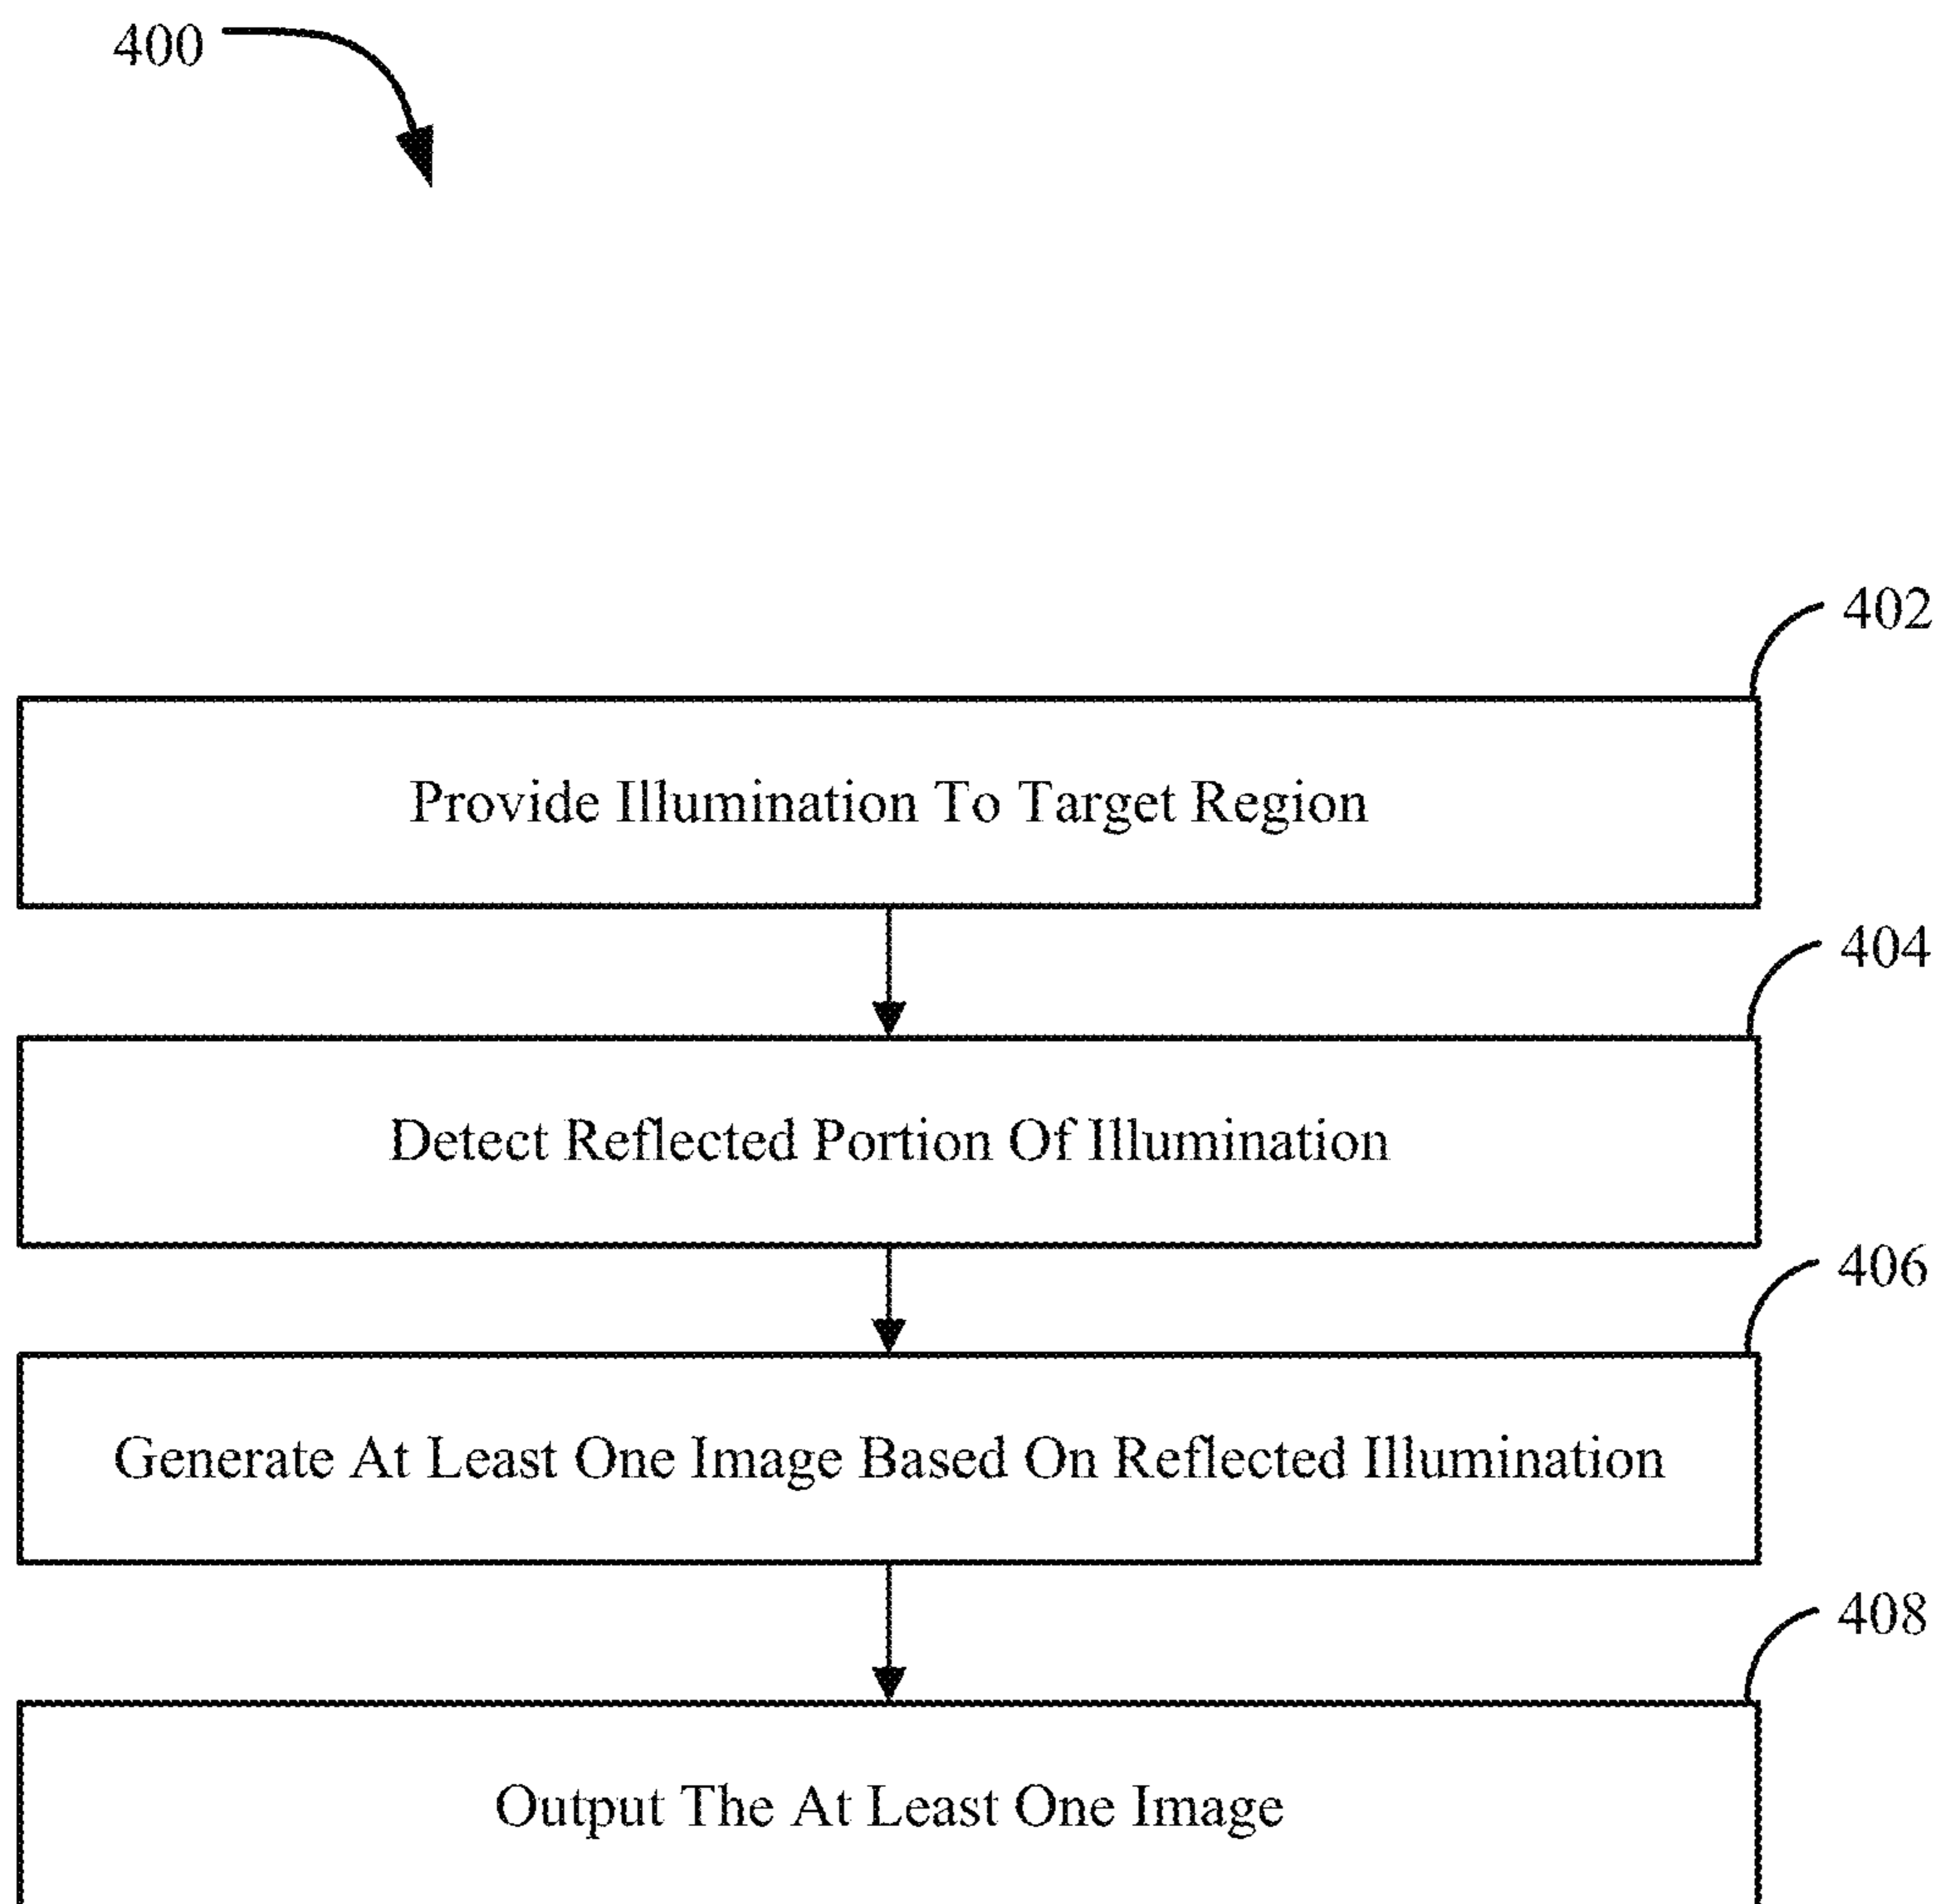 400
402
Provide Illumination To Target Region
404
Detect Reflected Portion Of Illumination
406
Generate At Least One Image Based On Reflected Illumination
408
Output The At Least One Image